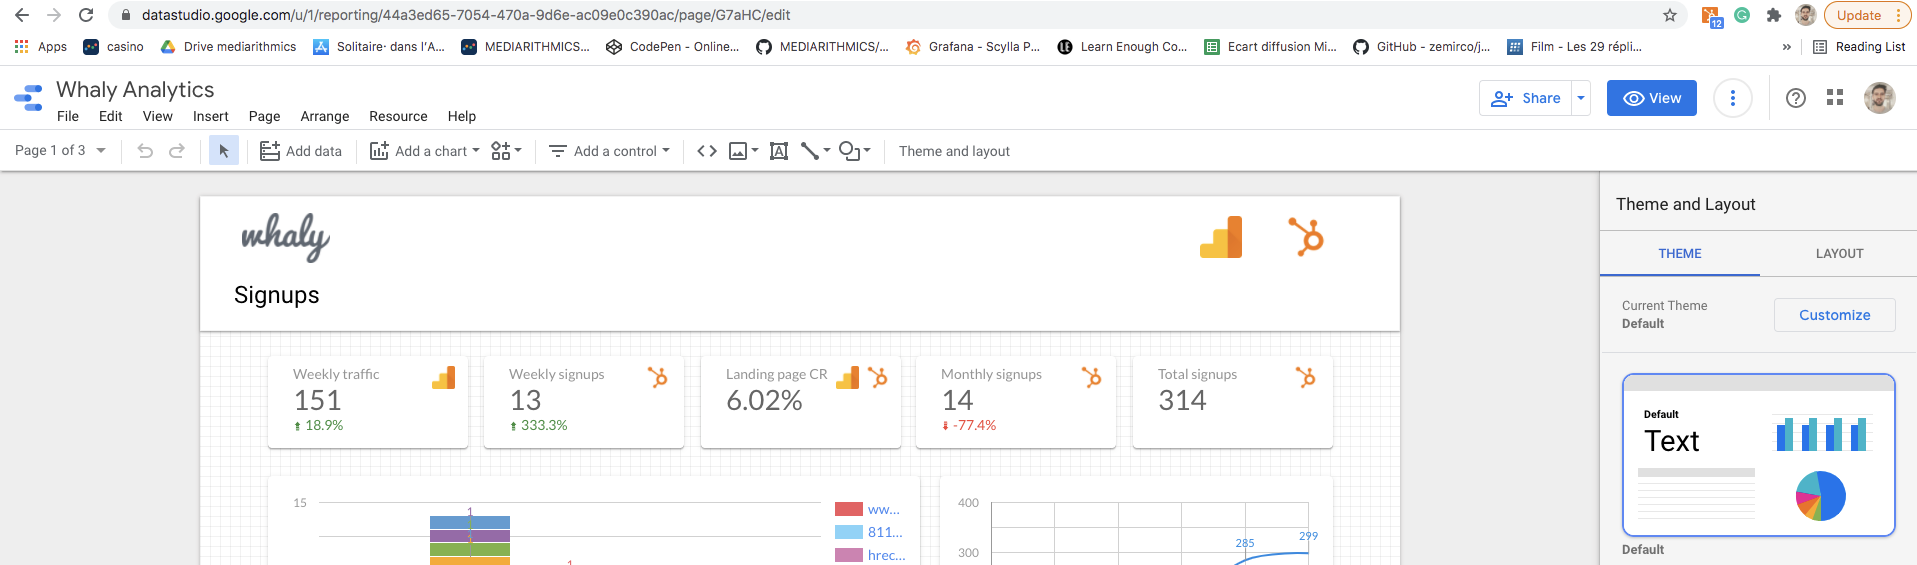 datastudio.google.com/u/1/reporting/44a3ed65-7054-470a-9d6e-ac09e0c390ac/page/G7aHC/edit
12
Update
Apps casino Drive mediarithmics Solitaire· dans l'A... MEDIARITHMICS... CodePen - Online... MEDIARITHMICS/... Grafana - Scylla P... Learn Enough Co... Ecart diffusion Mi... GitHub - zemirco/j... Film - Les 29 répli... » Reading List
Whaly Analytics
File Edit View Insert Page Arrange Resource Help
Share View
Page 1 of 3 Add data Add a chart Add a control Theme and layout
whaly
Signups
Weekly traffic
151
18.9%
Weekly signups
13
333.3%
Landing page CR
6.02%
Monthly signups
14
-77.4%
Total signups
314
15
1
1
ww...
811...
hrec...
400
300
285
299
Theme and Layout
THEME LAYOUT
Current Theme
Default
Customize
Default
Text
Default